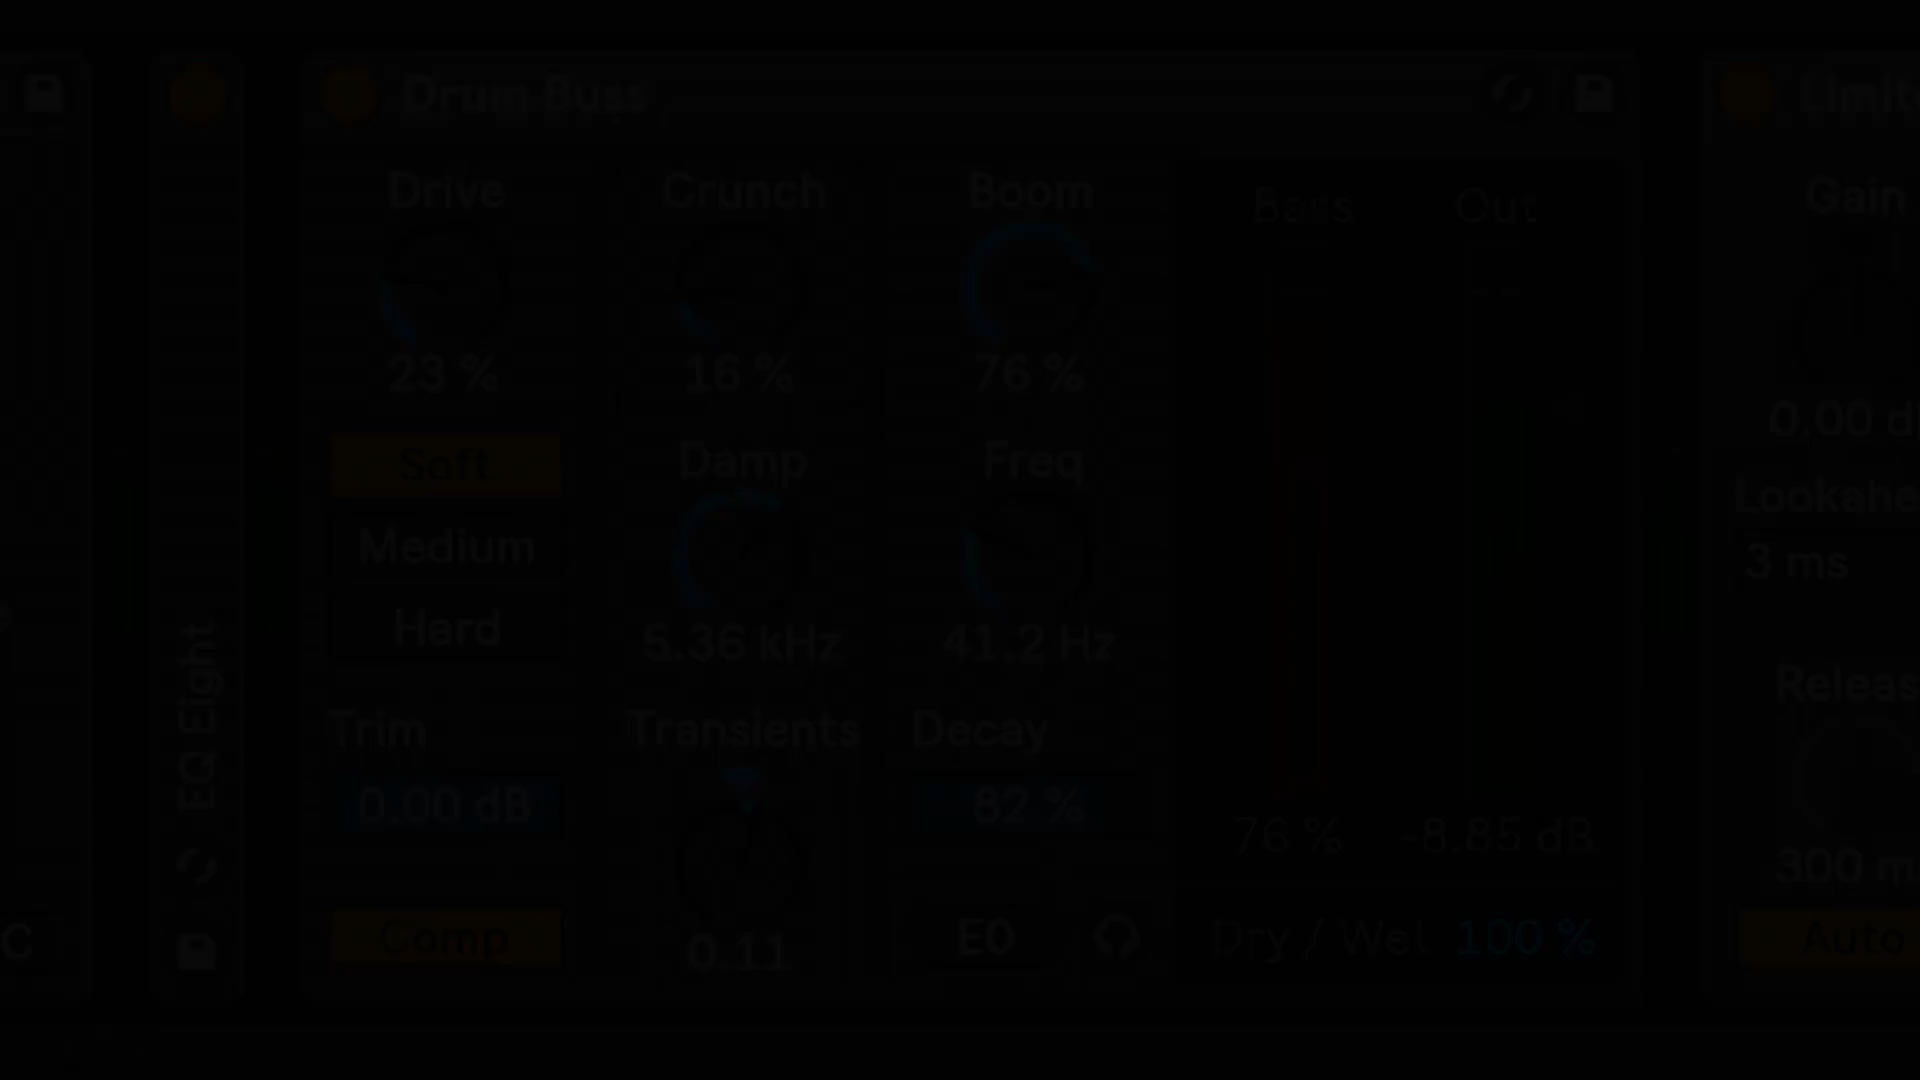 Drum Buss
Limite
Drive
Crunch
Boom
Bass
Out
Gain
23 %
16 %
76 %
0.00 d
Soft
Damp
Freq
Lookahe
Medium
3 ms
Hard
5.36 kHz
41.2 Hz
EQ Eight
Releas
Trim
Transients
Decay
0.00 dB
82 %
76 %
-8.85 dB
300 m
C
Comp
0.11
E0
Dry / Wet 100 %
Auto